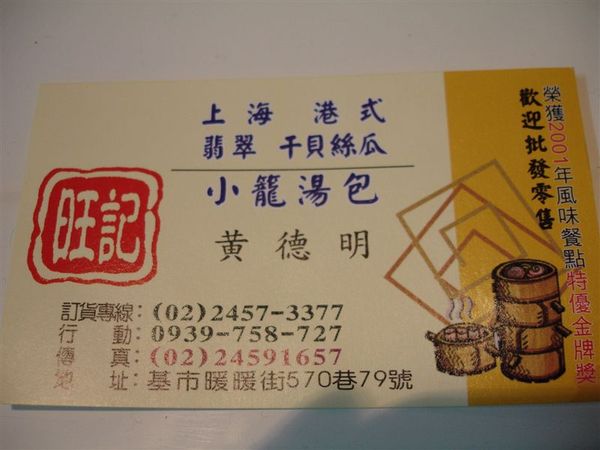 上海 港式
翡翠 干貝絲瓜
小籠湯包
旺記
黃德明
訂貨專線：(02)2457-3377
行動：0939-758-727
傳真：(02)24591657
地址：基市暖暖街570巷79號
歡迎批發零售
榮獲2001年風味餐點特優金牌獎